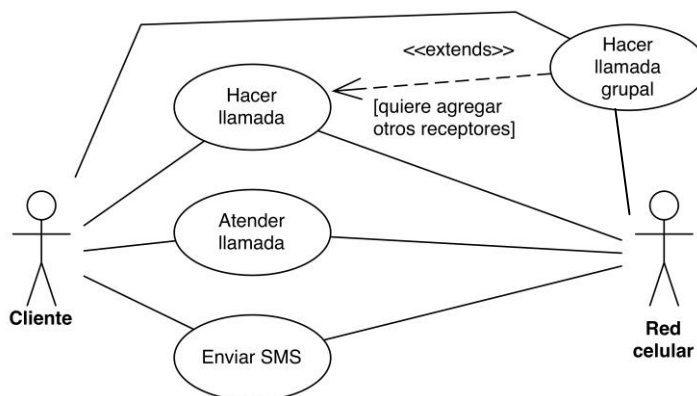 <<extends>>
Hacer
llamada
grupal
Hacer
llamada
[quiere agregar
otros receptores]
Atender
llamada
Cliente
Enviar SMS
Red
celular